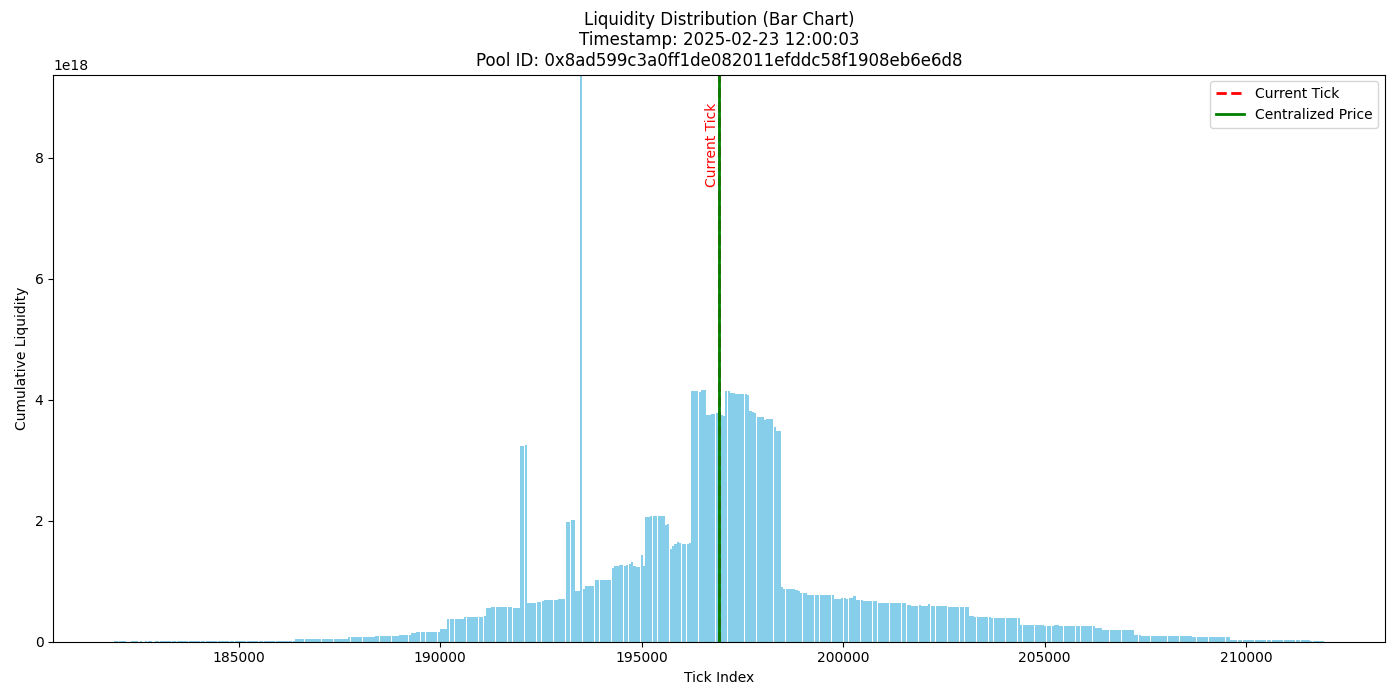 Liquidity Distribution (Bar Chart)
Timestamp: 2025-02-23 12:00:03
Pool ID: 0x8ad599c3a0ff1de082011efddc58f1908eb6e6d8
1e18
Current Tick
Centralized Price
Current Tick
8
6
4
2
0
Cumulative Liquidity
185000 190000 195000 200000 205000 210000
Tick Index